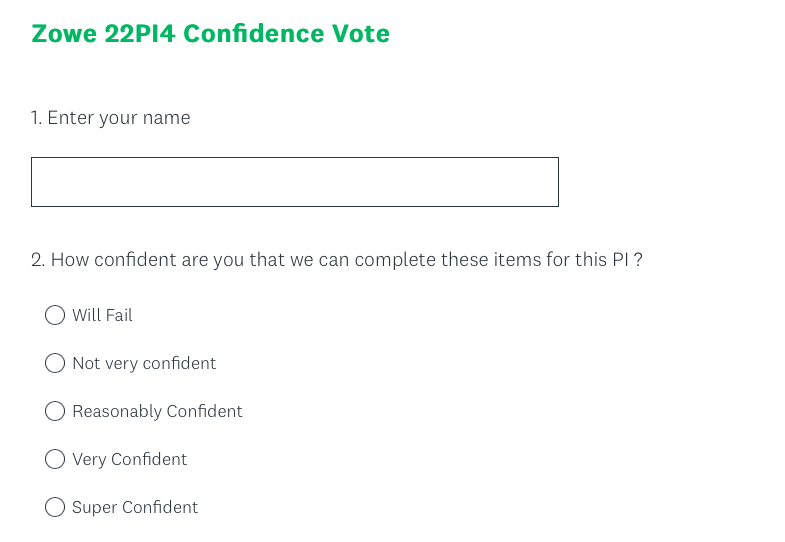 Zowe 22PI4 Confidence Vote
1. Enter your name
2. How confident are you that we can complete these items for this PI ?
Will Fail
Not very confident
Reasonably Confident
Very Confident
Super Confident